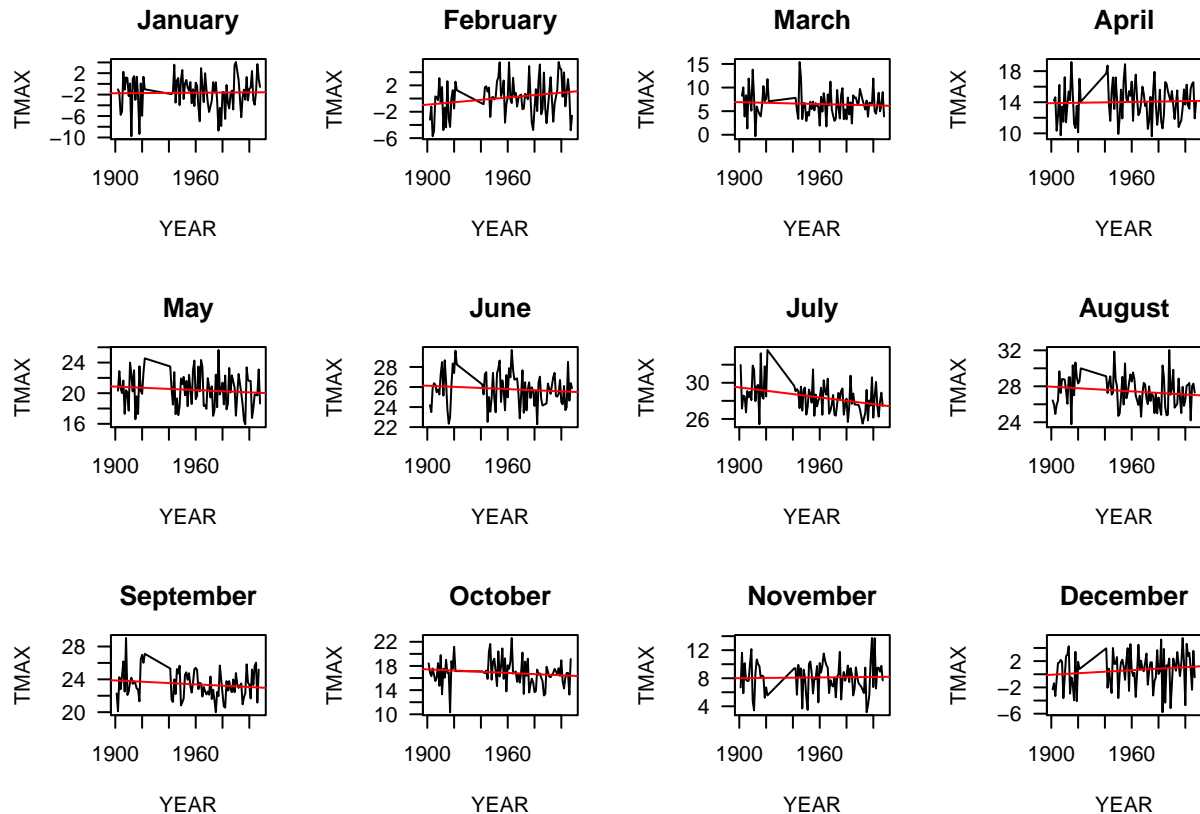 January
TMAX
2
−2
−6
−10
1900 1960
YEAR
February
TMAX
2
−2
−6
1900 1960
YEAR
March
TMAX
15
10
5
0
1900 1960
YEAR
April
TMAX
18
14
10
1900 1960
YEAR
May
TMAX
24
20
16
1900 1960
YEAR
June
TMAX
28
26
24
22
1900 1960
YEAR
July
TMAX
30
28
26
1900 1960
YEAR
August
TMAX
32
28
24
1900 1960
YEAR
September
TMAX
28
24
20
1900 1960
YEAR
October
TMAX
22
18
14
10
1900 1960
YEAR
November
TMAX
12
8
4
1900 1960
YEAR
December
TMAX
2
−2
−6
1900 1960
YEAR